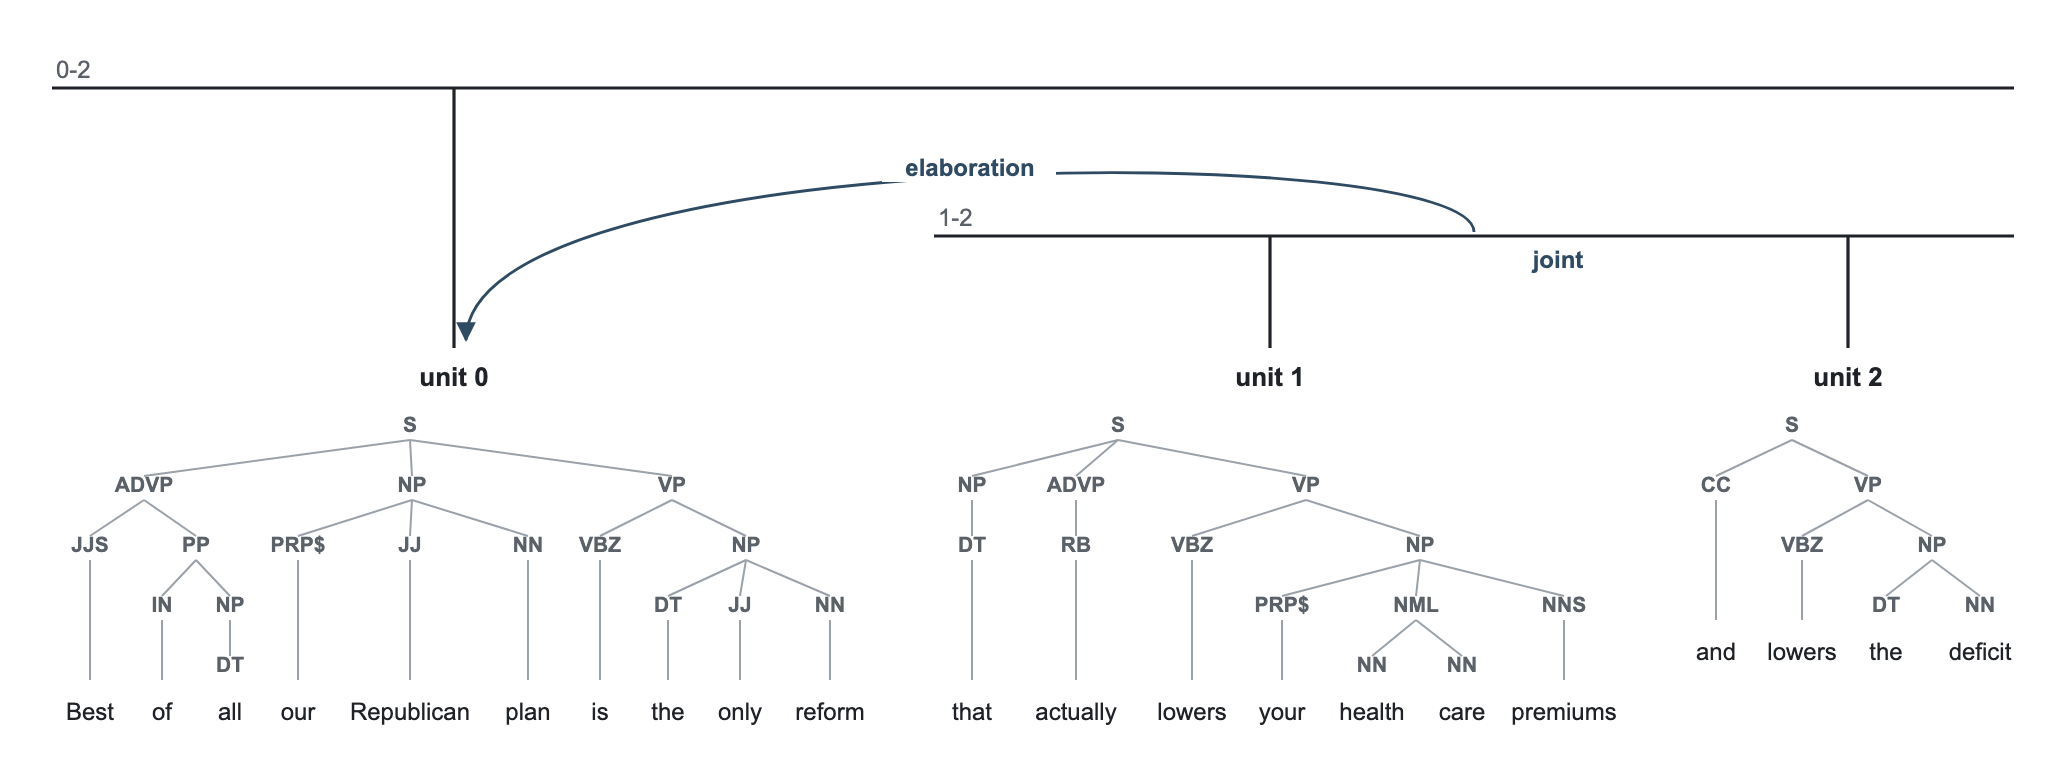 0-2
elaboration
1-2
joint
unit 0 unit 1 unit 2
S S S
ADVP NP VP NP ADVP VP CC VP
JJS PP PRP$ JJ NN VBZ NP DT RB VBZ NP VBZ NP
IN NP DT JJ NN PRP$ NML NNS DT NN
and lowers the deficit
DT NN NN
Best of all our Republican plan is the only reform that actually lowers your health care premiums